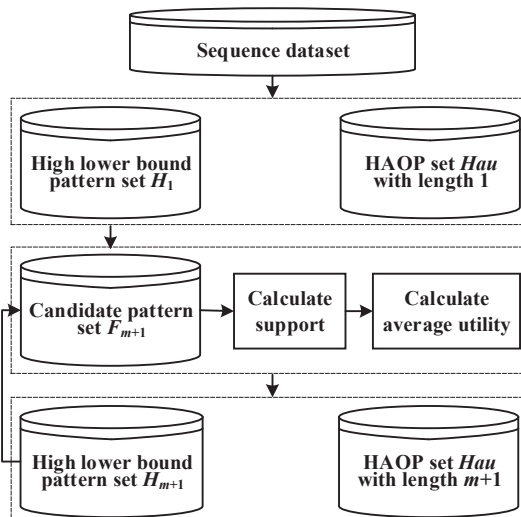 Sequence dataset
High lower bound
pattern set H₁
HAOP set Hau
with length 1
Candidate pattern
set Fₘ₊₁
Calculate
support
Calculate
average utility
High lower bound
pattern set Hₘ₊₁
HAOP set Hau
with length m+1